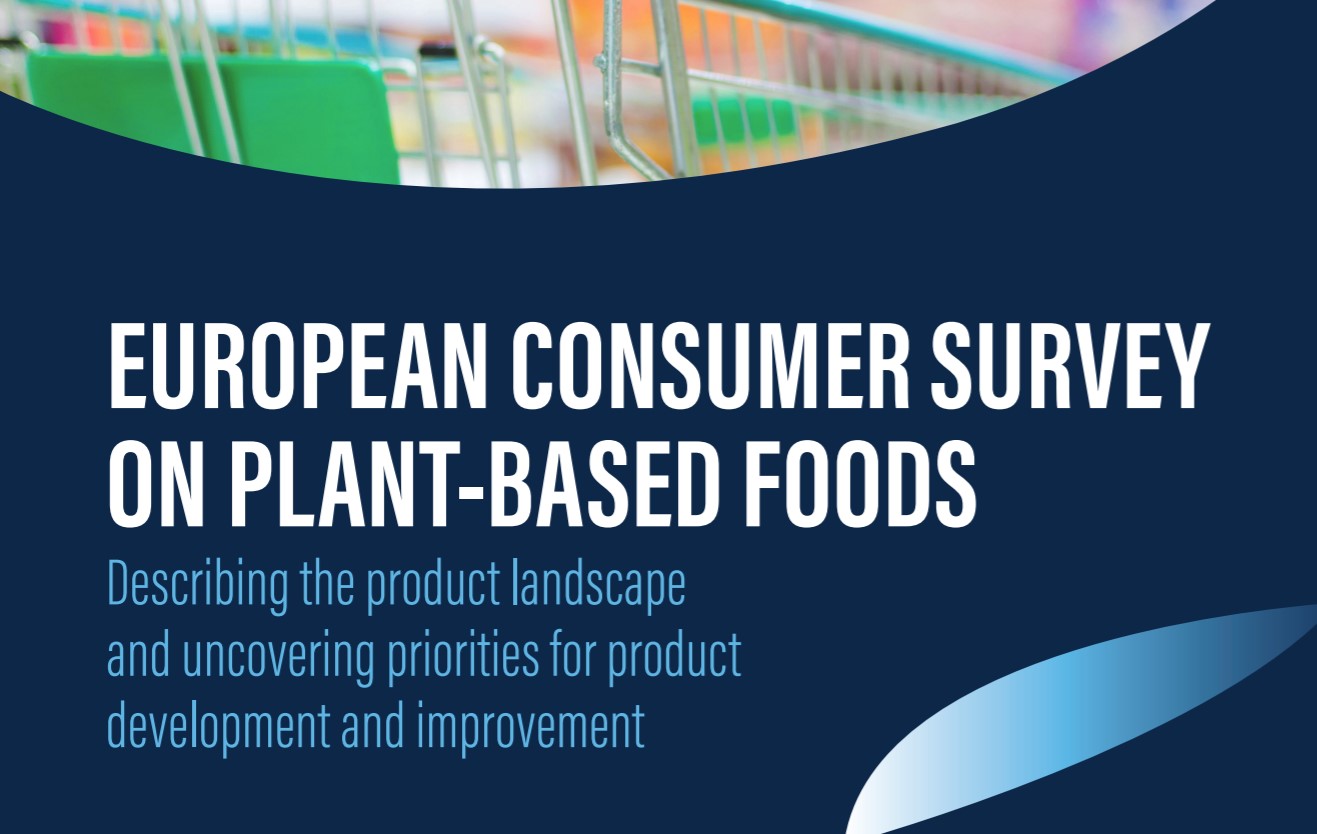 EUROPEAN CONSUMER SURVEY
ON PLANT-BASED FOODS
Describing the product landscape
and uncovering priorities for product
development and improvement